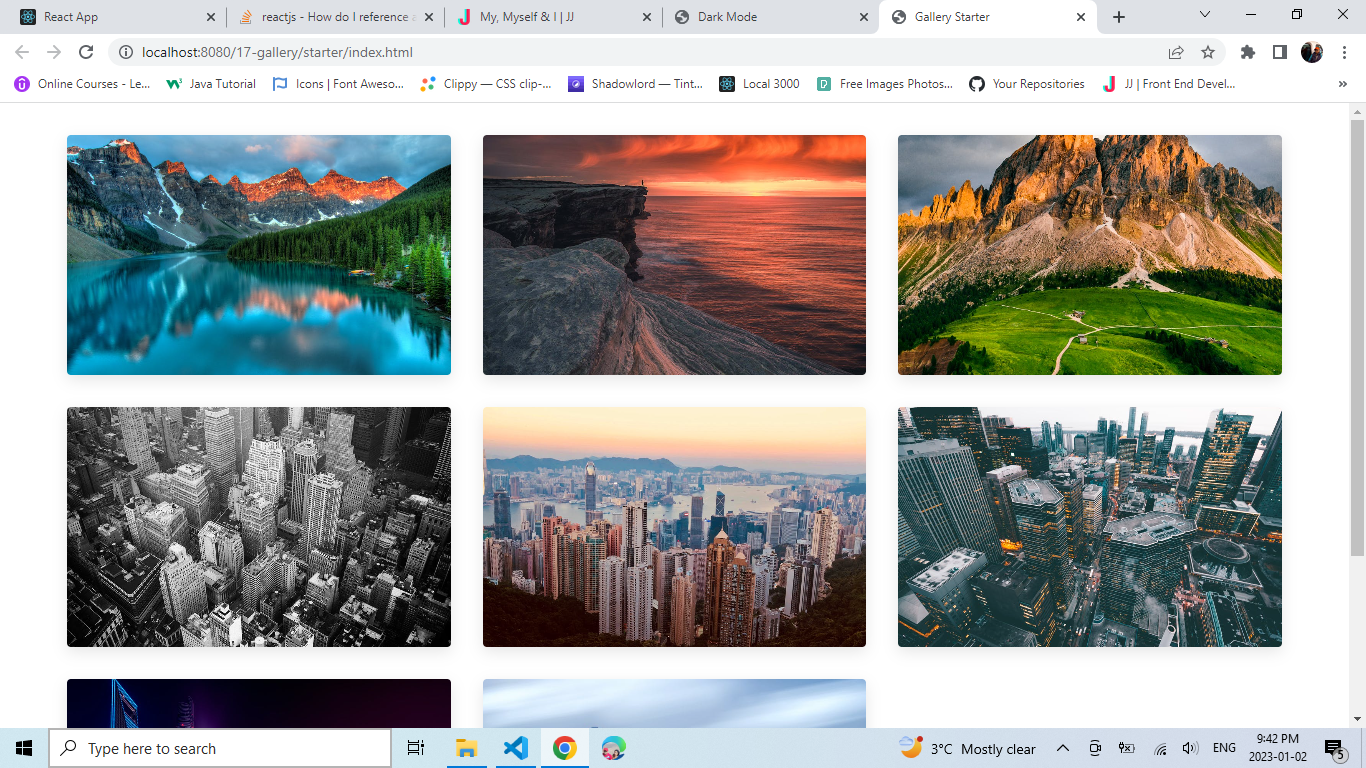 React App
reactjs - How do I reference a
My, Myself & I | JJ
Dark Mode
Gallery Starter
localhost:8080/17-gallery/starter/index.html
Online Courses - Le...
Java Tutorial
Icons | Font Aweso...
Clippy — CSS clip-...
Shadowlord — Tint...
Local 3000
Free Images Photos...
Your Repositories
JJ | Front End Devel...
Type here to search
3°C Mostly clear
ENG
9:42 PM
2023-01-02
5